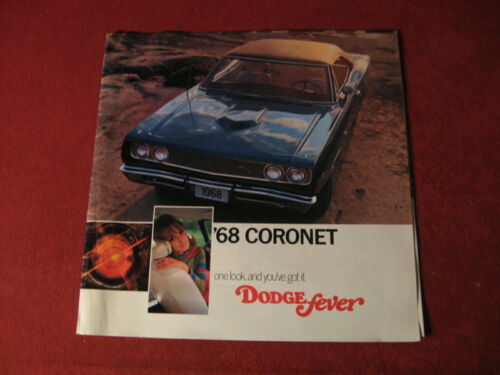 1968
'68 CORONET
one look, and you've got it
DODGE fever